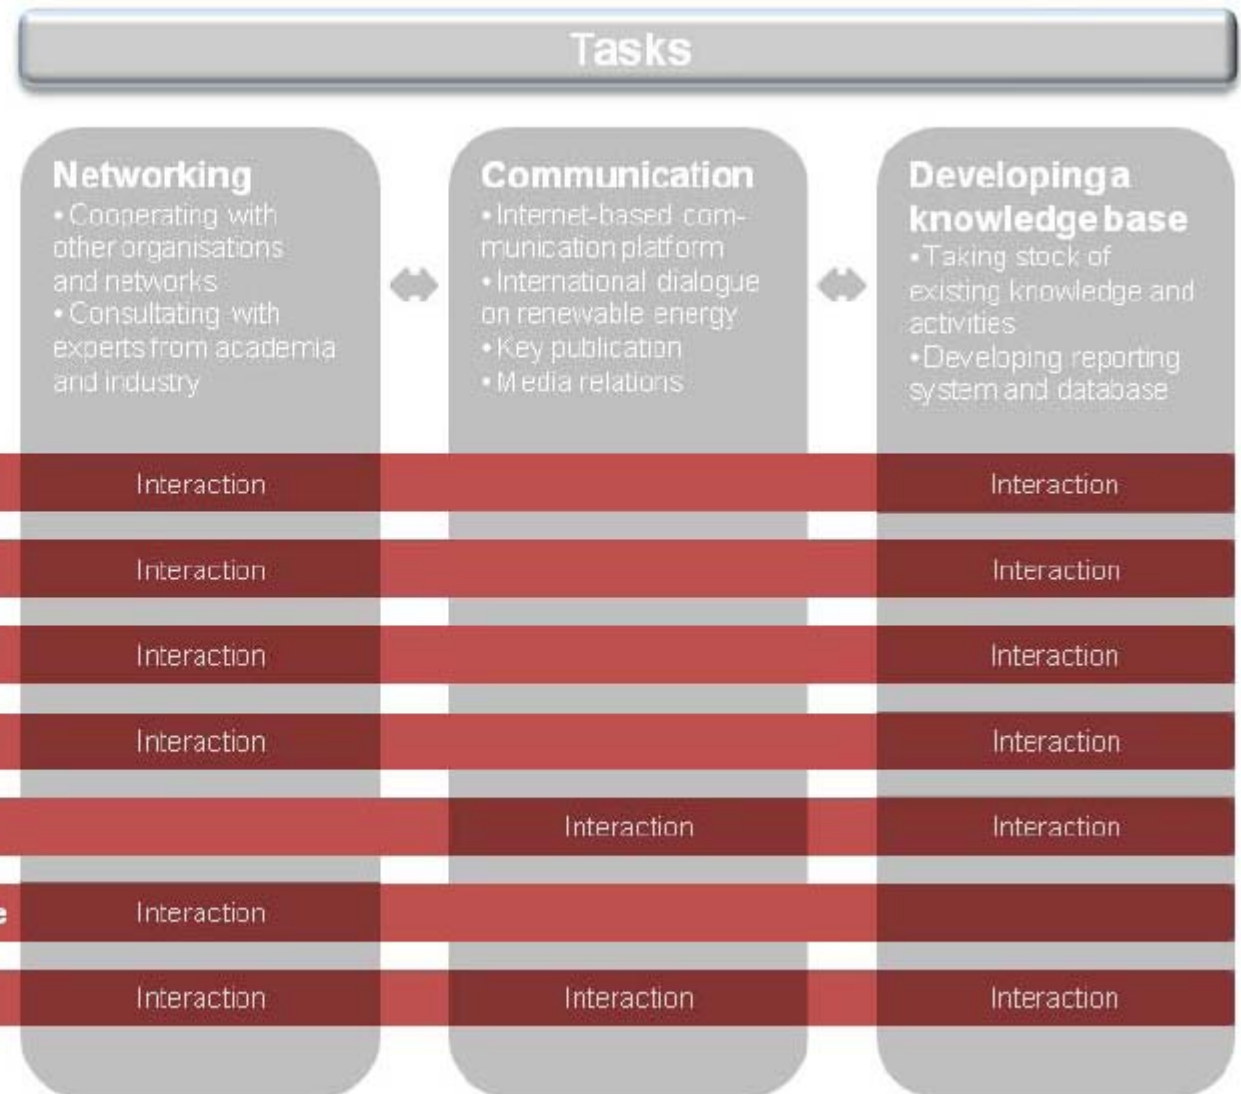 Tasks
Networking
• Cooperating with
other organisations
and networks
• Consultating with
experts from academia
and industry
Communication
• Internet-based com-
munication platform
• International dialogue
on renewable energy
• Key publication
• Media relations
Developing a
knowledge base
• Taking stock of
existing knowledge and
activities
• Developing reporting
system and database
Interaction Interaction
Interaction Interaction
Interaction Interaction
Interaction Interaction
Interaction Interaction
e Interaction
Interaction Interaction Interaction